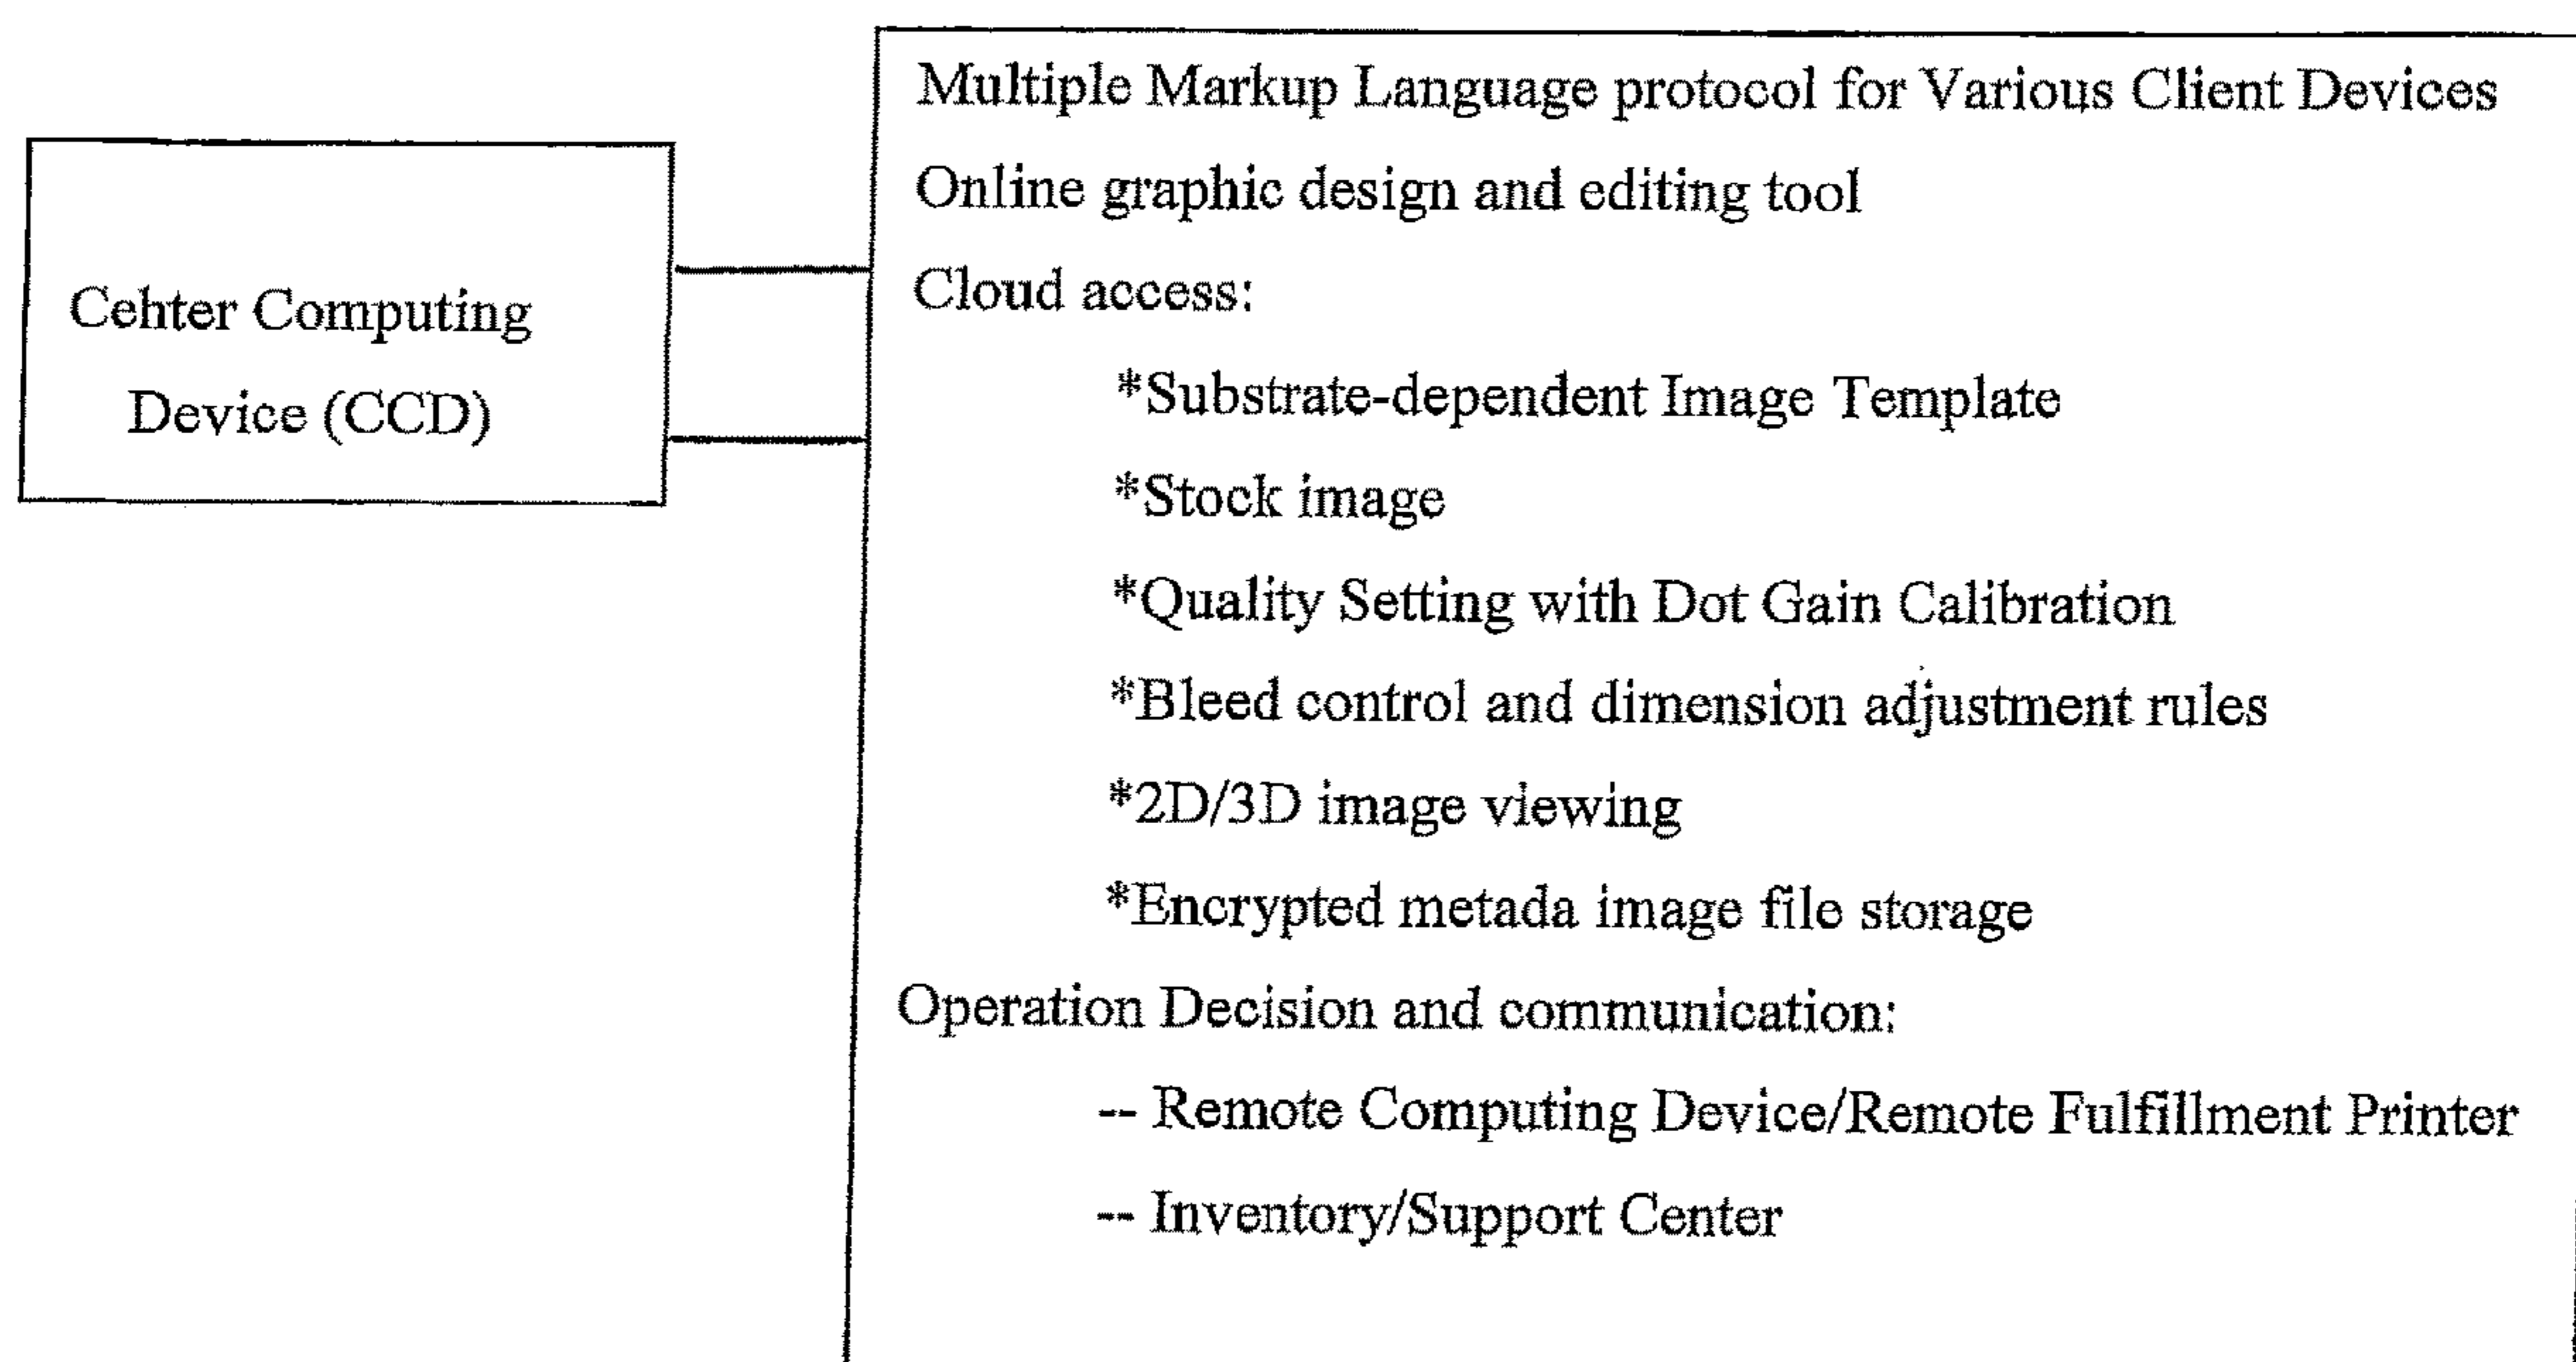 Cehter Computing
Device (CCD)
Multiple Markup Language protocol for Various Client Devices
Online graphic design and editing tool
Cloud access:
*Substrate-dependent Image Template
*Stock image
*Quality Setting with Dot Gain Calibration
*Bleed control and dimension adjustment rules
*2D/3D image viewing
*Encrypted metada image file storage
Operation Decision and communication:
-- Remote Computing Device/Remote Fulfillment Printer
-- Inventory/Support Center